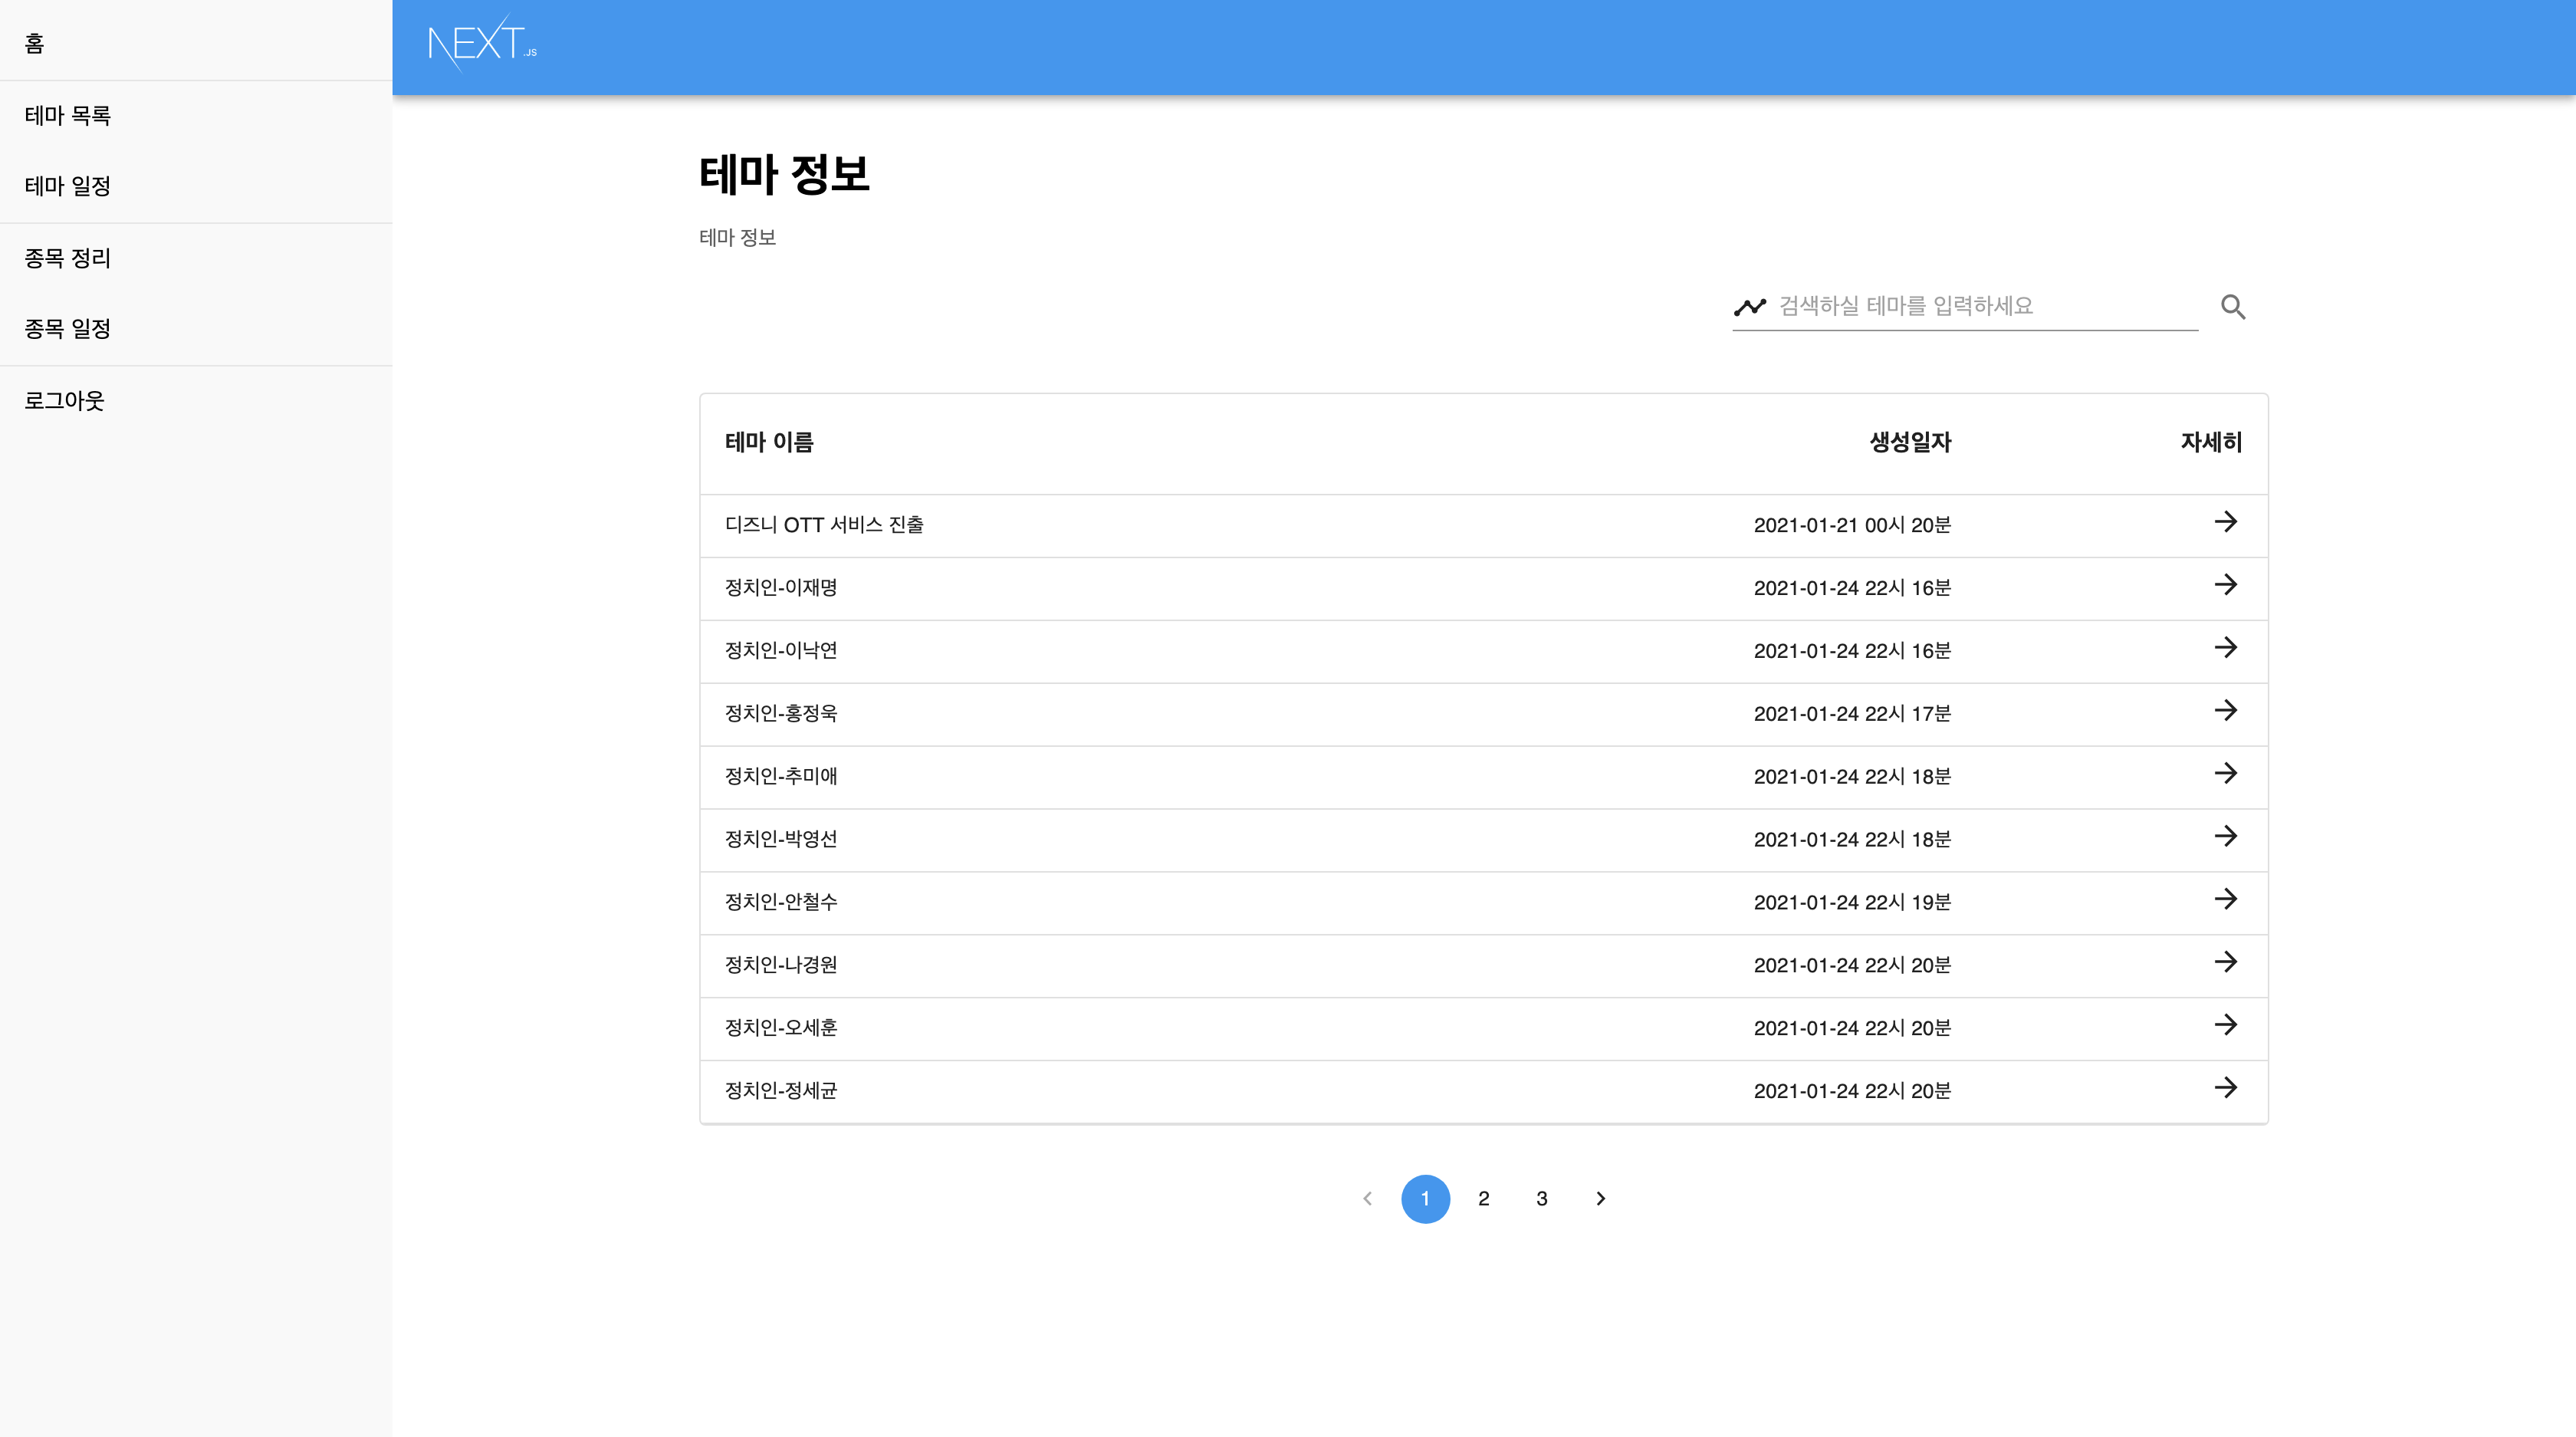 홈
테마 목록
테마 일정
종목 정리
종목 일정
로그아웃
NEXT.JS
테마 정보
테마 정보
검색하실 테마를 입력하세요
테마 이름 생성일자 자세히
디즈니 OTT 서비스 진출 2021-01-21 00시 20분
정치인-이재명 2021-01-24 22시 16분
정치인-이낙연 2021-01-24 22시 16분
정치인-홍정욱 2021-01-24 22시 17분
정치인-추미애 2021-01-24 22시 18분
정치인-박영선 2021-01-24 22시 18분
정치인-안철수 2021-01-24 22시 19분
정치인-나경원 2021-01-24 22시 20분
정치인-오세훈 2021-01-24 22시 20분
정치인-정세균 2021-01-24 22시 20분
1 2 3